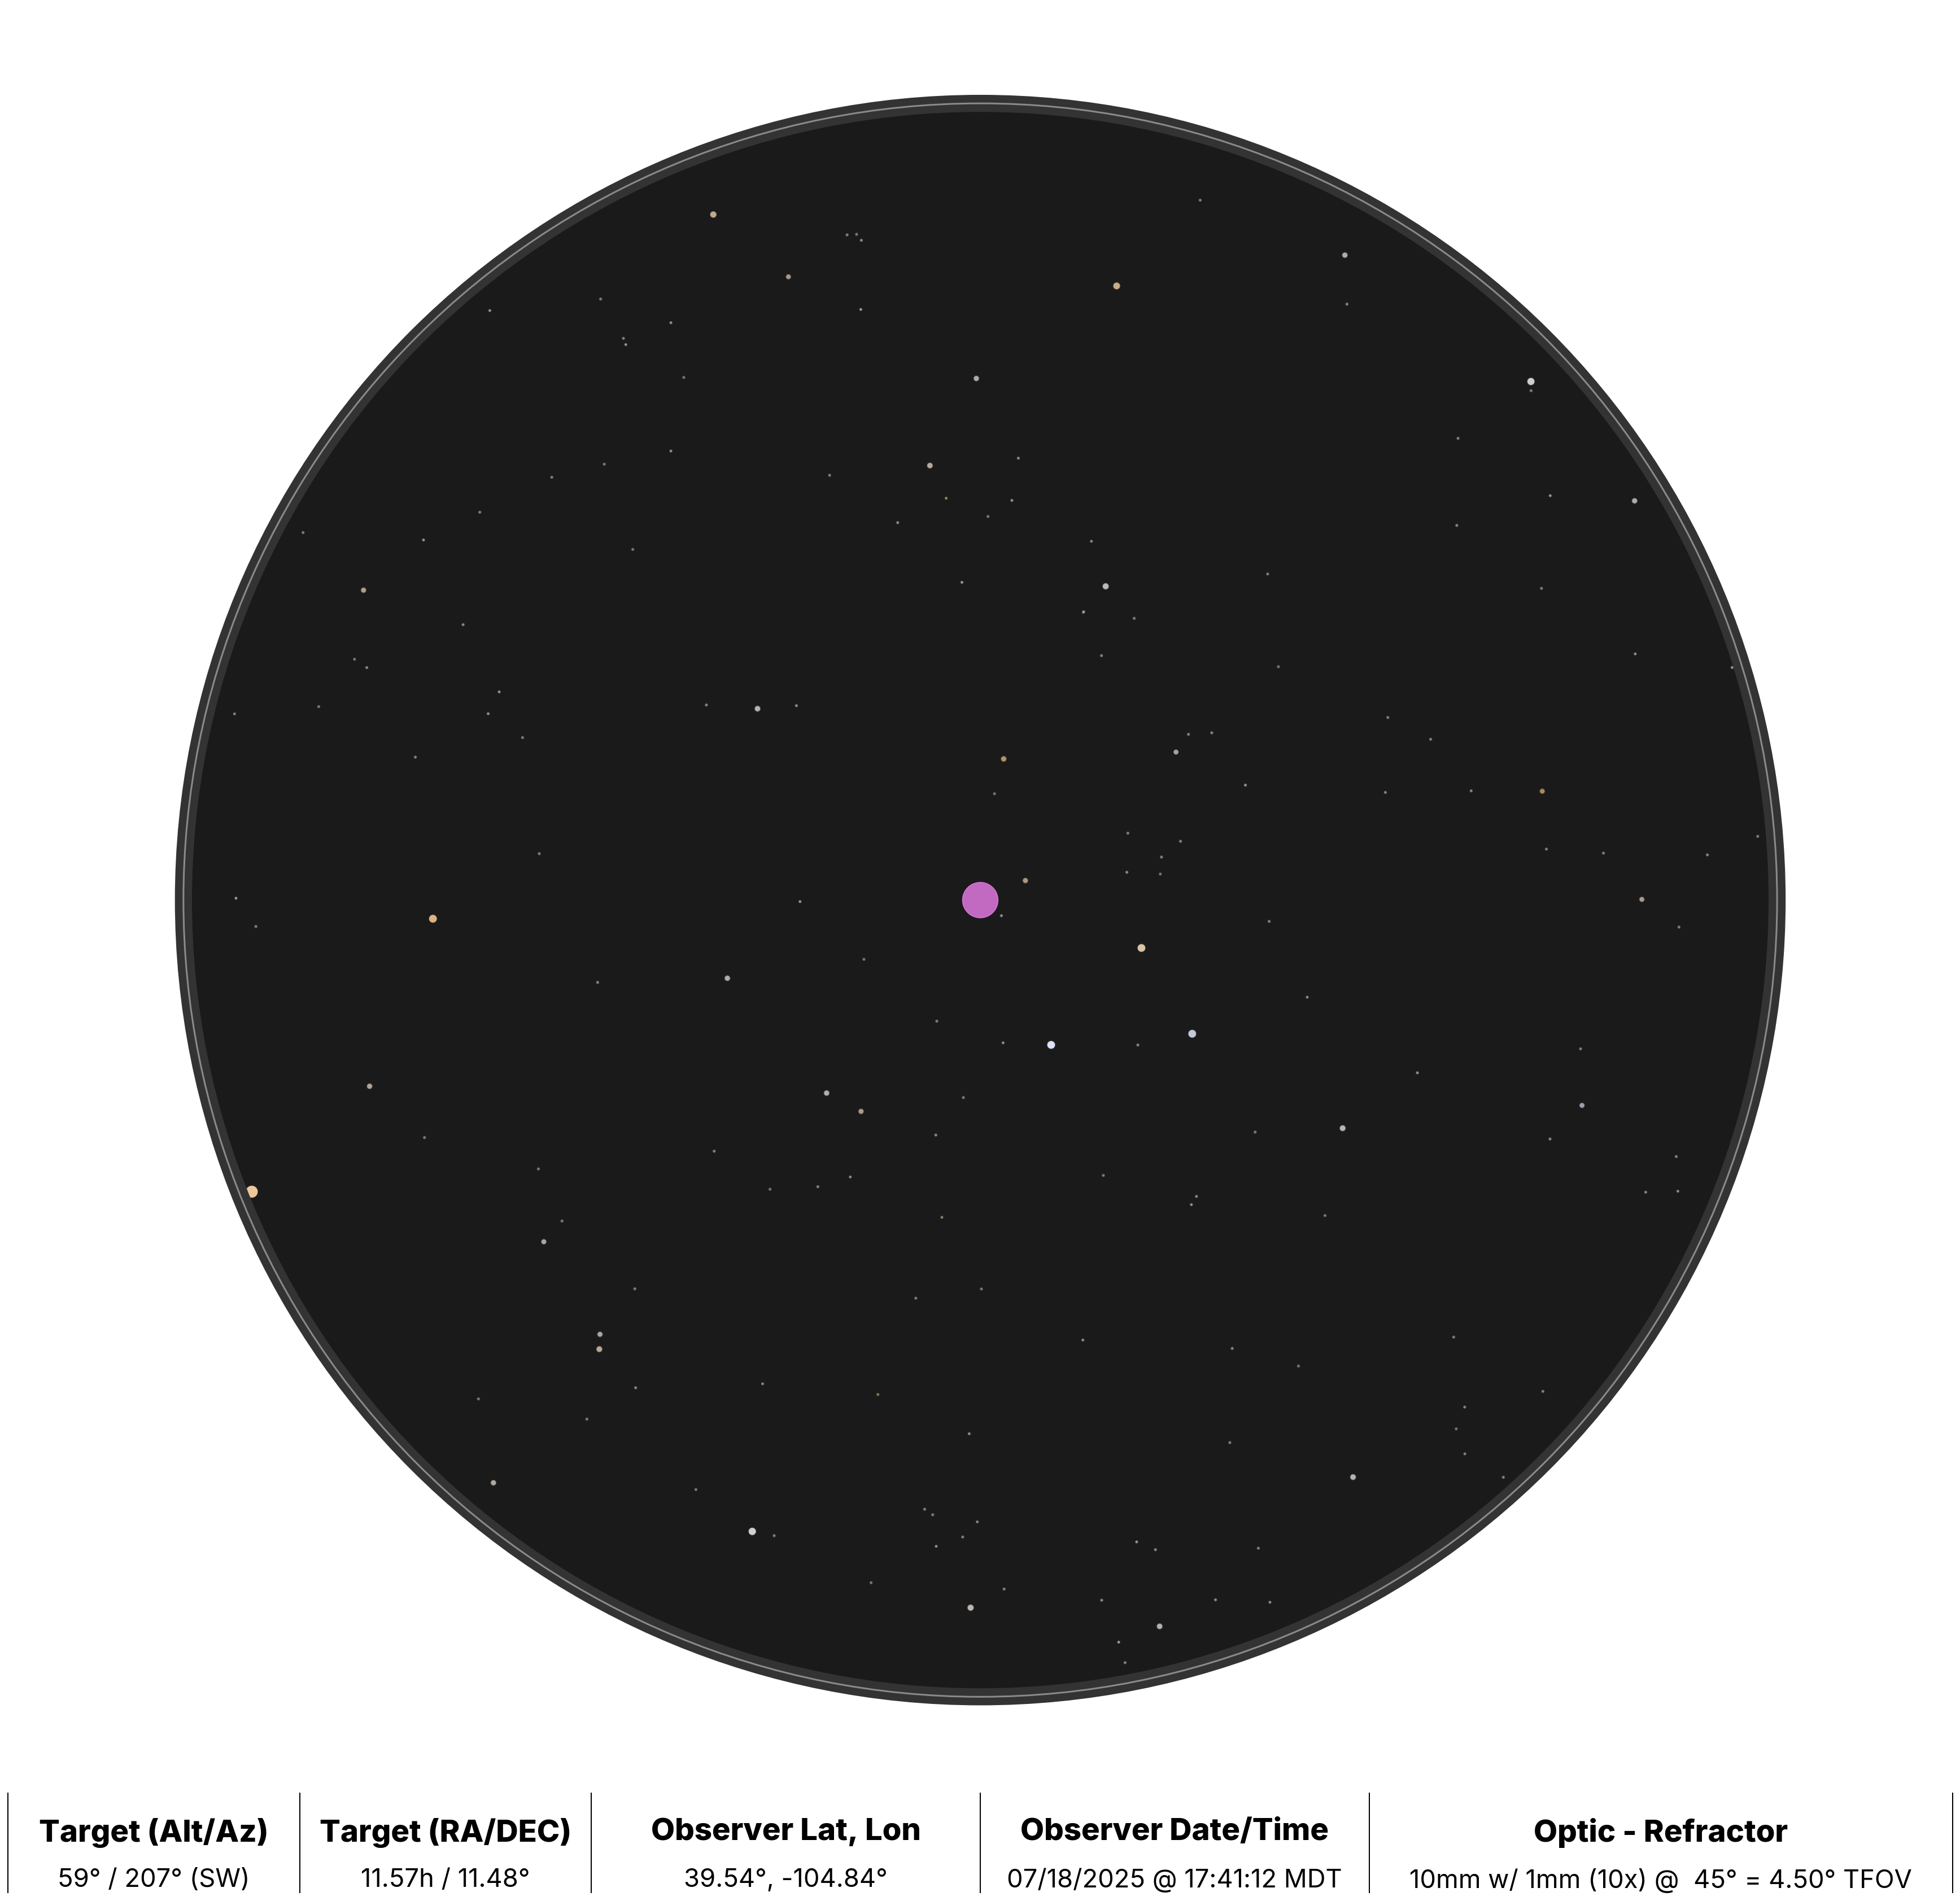 Target (Alt/Az)
59° / 207° (SW)
Target (RA/DEC)
11.57h / 11.48°
Observer Lat, Lon
39.54°, -104.84°
Observer Date/Time
07/18/2025 @ 17:41:12 MDT
Optic - Refractor
10mm w/ 1mm (10x) @  45° = 4.50° TFOV